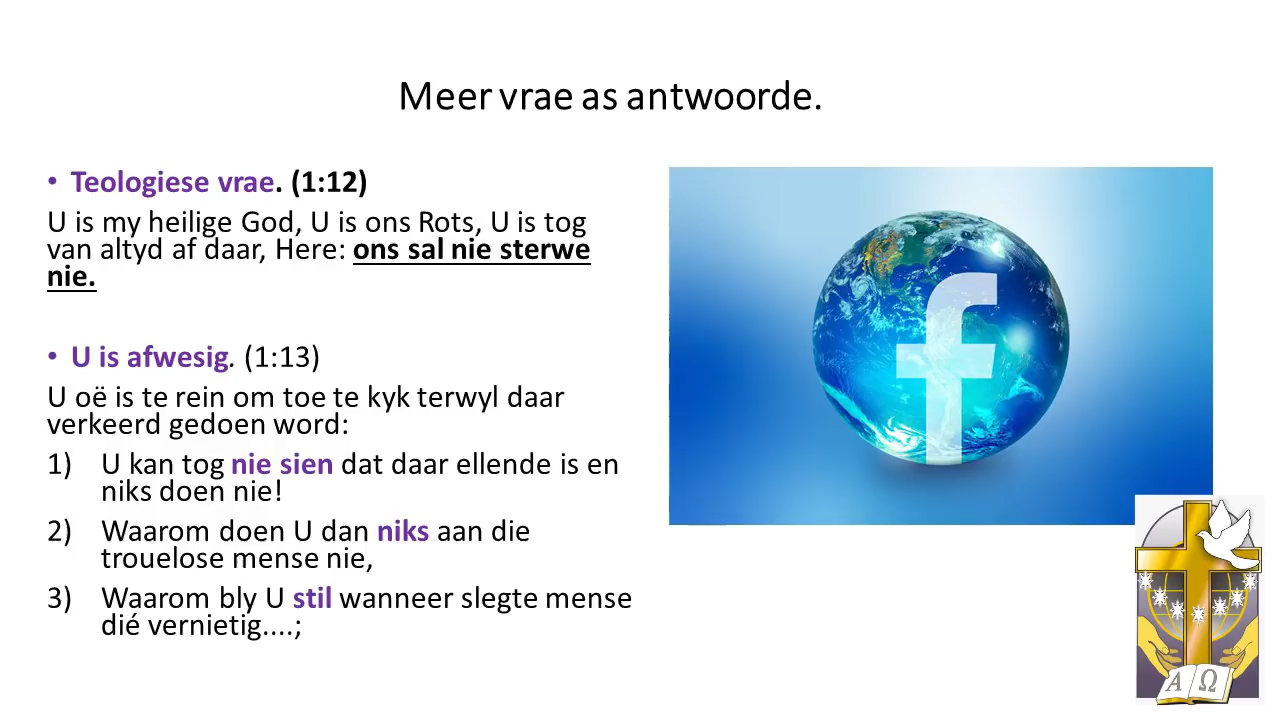 Meer vrae as antwoorde.
• Teologiese vrae. (1:12)
U is my heilige God, U is ons Rots, U is tog
van altyd af daar, Here: ons sal nie sterwe
nie.
• U is afwesig. (1:13)
U oë is te rein om toe te kyk terwyl daar
verkeerd gedoen word:
1) U kan tog nie sien dat daar ellende is en
niks doen nie!
2) Waarom doen U dan niks aan die
trouelose mense nie,
3) Waarom bly U stil wanneer slegte mense
dié vernietig....;
f
A Ω